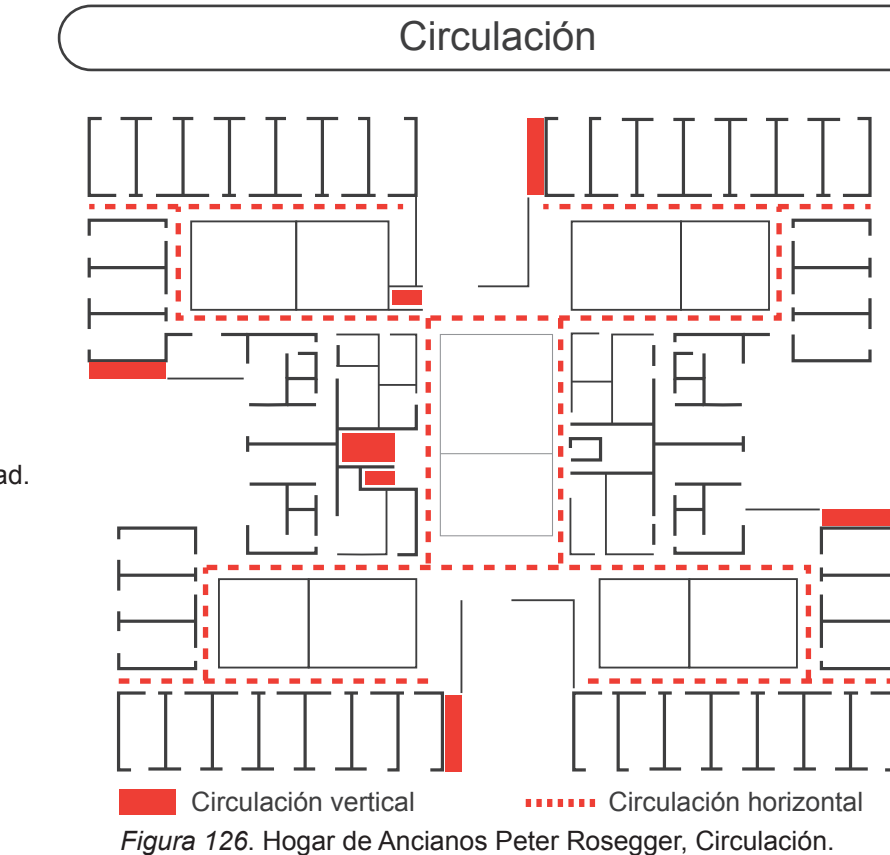 Circulación
ad.
Circulación vertical
Circulación horizontal
Figura 126. Hogar de Ancianos Peter Rosegger, Circulación.